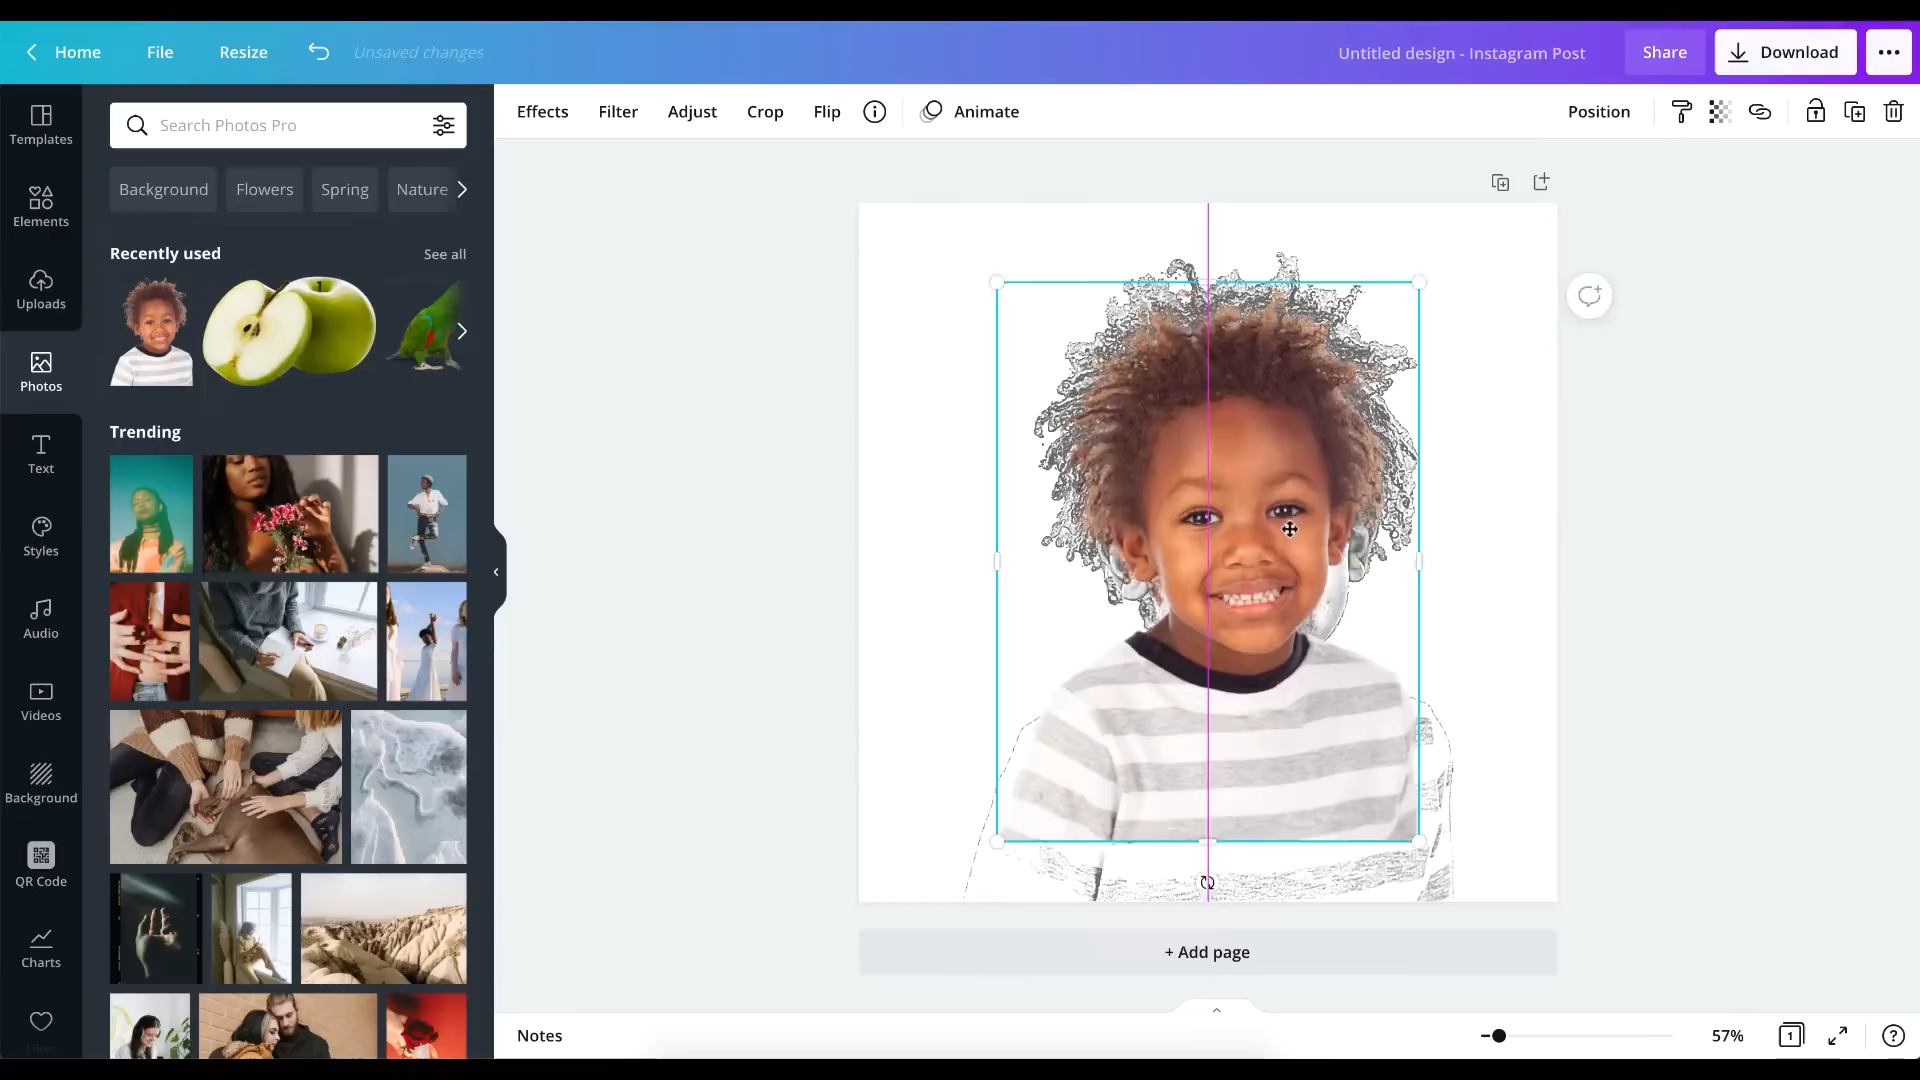 Home File Resize Unsaved changes Untitled design - Instagram Post Share Download
Templates
Elements
Uploads
Photos
Text
Styles
Audio
Videos
Background
QR Code
Charts
Search Photos Pro
Background Flowers Spring Nature
Recently used See all
Trending
Effects Filter Adjust Crop Flip Animate Position
+ Add page
Notes 57% 1